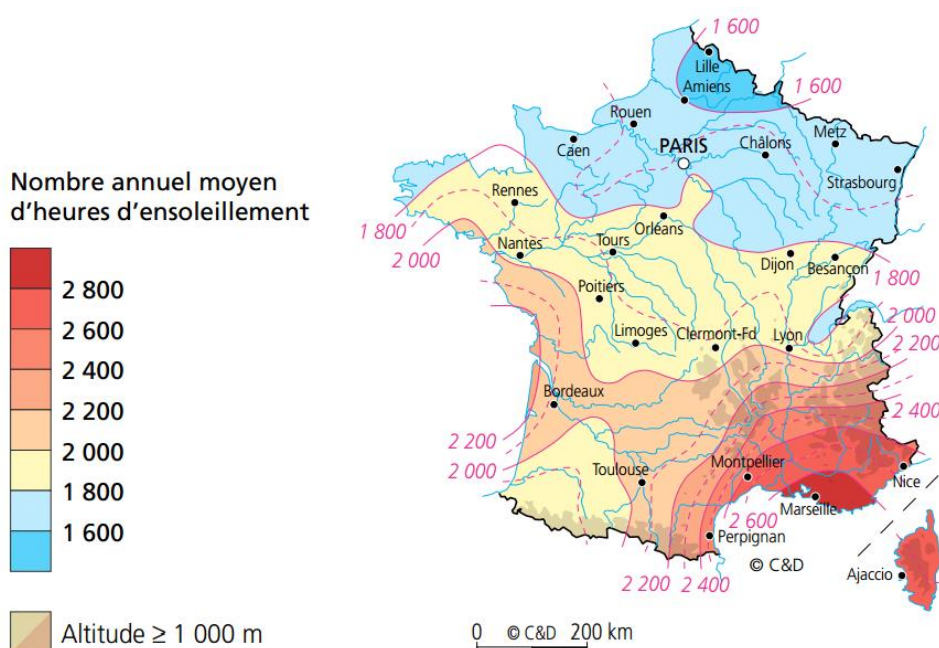 Nombre annuel moyen
d'heures d'ensoleillement
2 800
2 600
2 400
2 200
2 000
1 800
1 600
Altitude ≥ 1 000 m
0 © C&D 200 km
1 600
Lille
Amiens
1 600
Rouen
Caen
PARIS
Châlons
Metz
Strasbourg
Rennes
1 800
2 000
Nantes
Orléans
Tours
Dijon
Besançon
1 800
Poitiers
2 000
2 200
Limoges
Clermont-Fd
Lyon
Bordeaux
2 400
2 200
2 000
Toulouse
Montpellier
Nice
2 600
Marseille
Perpignan
© C&D
2 200
2 400
Ajaccio